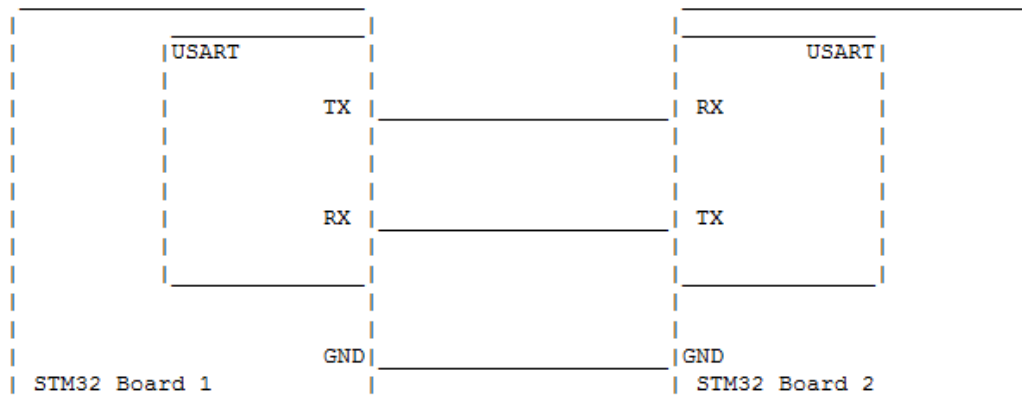 USART USART
TX RX
RX TX
GND GND
STM32 Board 1 STM32 Board 2